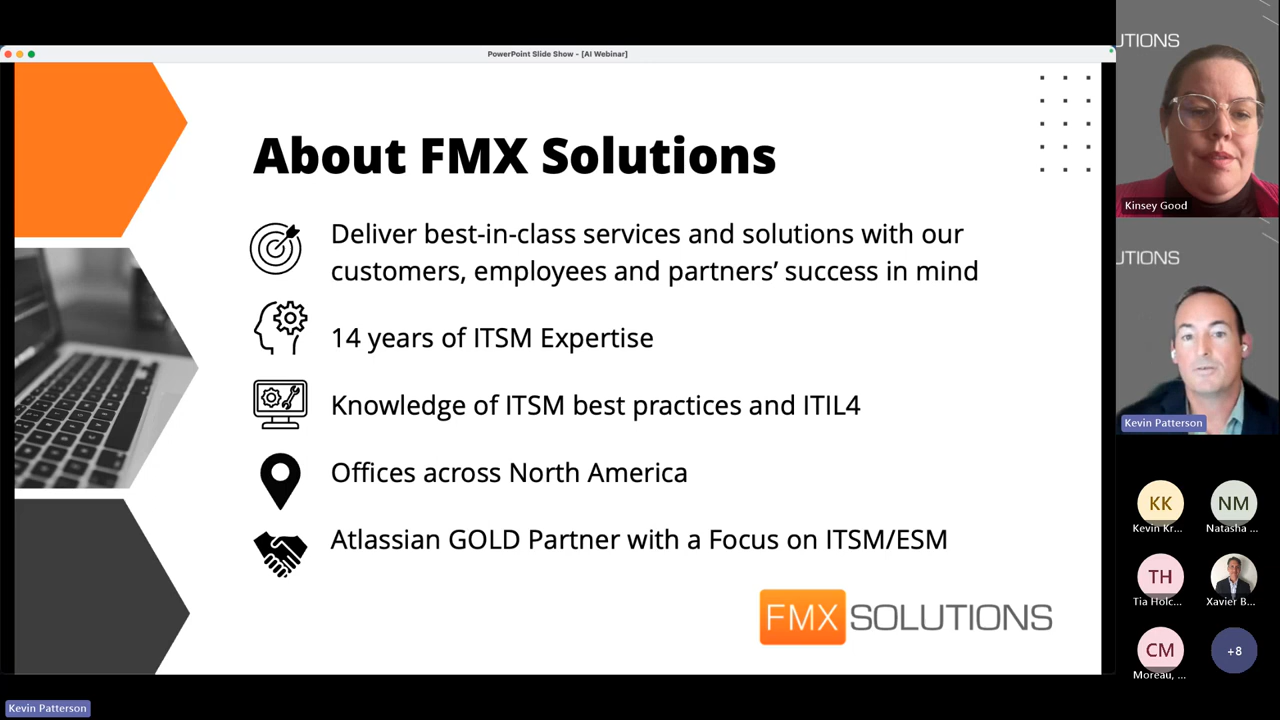 PowerPoint Slide Show - [AI Webinar]
About FMX Solutions
Deliver best-in-class services and solutions with our
customers, employees and partners’ success in mind
14 years of ITSM Expertise
Knowledge of ITSM best practices and ITIL4
Offices across North America
Atlassian GOLD Partner with a Focus on ITSM/ESM
FMX SOLUTIONS
UTIONS
Kinsey Good
UTIONS
Kevin Patterson
KK
NM
Kevin Kr...
Natasha ...
TH
Tia Holc...
Xavier B...
CM
+8
Moreau, ...
Kevin Patterson